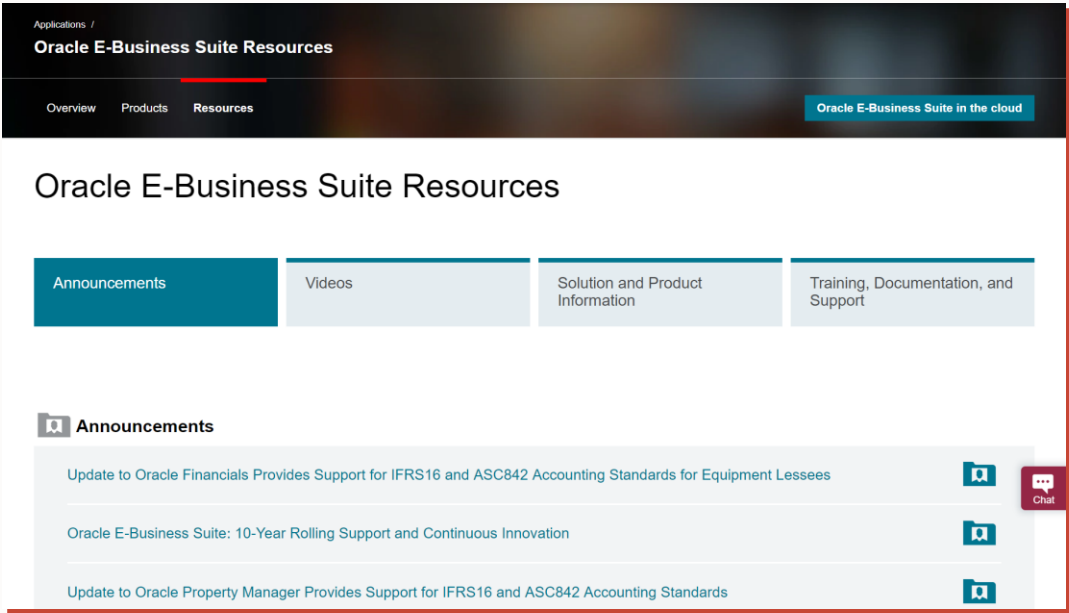 Applications /
Oracle E-Business Suite Resources
Overview Products Resources
Oracle E-Business Suite in the cloud
Oracle E-Business Suite Resources
Announcements
Videos
Solution and Product
Information
Training, Documentation, and
Support
Announcements
Update to Oracle Financials Provides Support for IFRS16 and ASC842 Accounting Standards for Equipment Lessees
Chat
Oracle E-Business Suite: 10-Year Rolling Support and Continuous Innovation
Update to Oracle Property Manager Provides Support for IFRS16 and ASC842 Accounting Standards